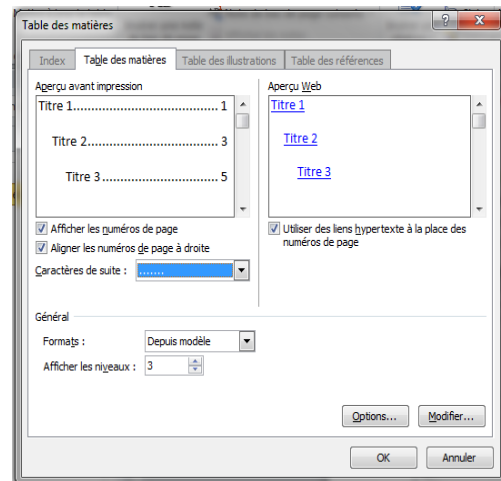 Table des matières
Index
Table des matières
Table des illustrations
Table des références
Aperçu avant impression
Titre 1........................................ 1
Titre 2..................................... 3
Titre 3................................. 5
Aperçu Web
Titre 1
Titre 2
Titre 3
Afficher les numéros de page
Aligner les numéros de page à droite
Caractères de suite : .......
Utiliser des liens hypertexte à la place des
numéros de page
Général
Formats : Depuis modèle
Afficher les niveaux : 3
Options... Modifier...
OK Annuler